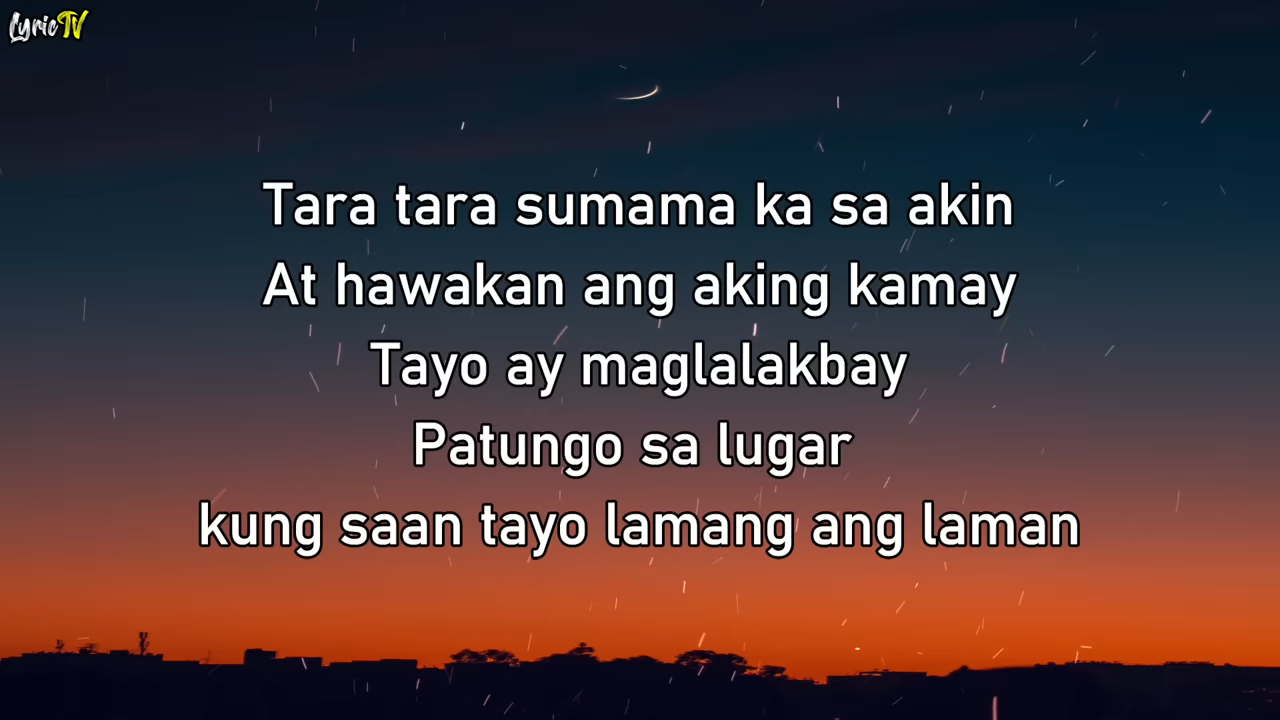 LyricTV
Tara tara sumama ka sa akin
At hawakan ang aking kamay
Tayo ay maglalakbay
Patungo sa lugar
kung saan tayo lamang ang laman